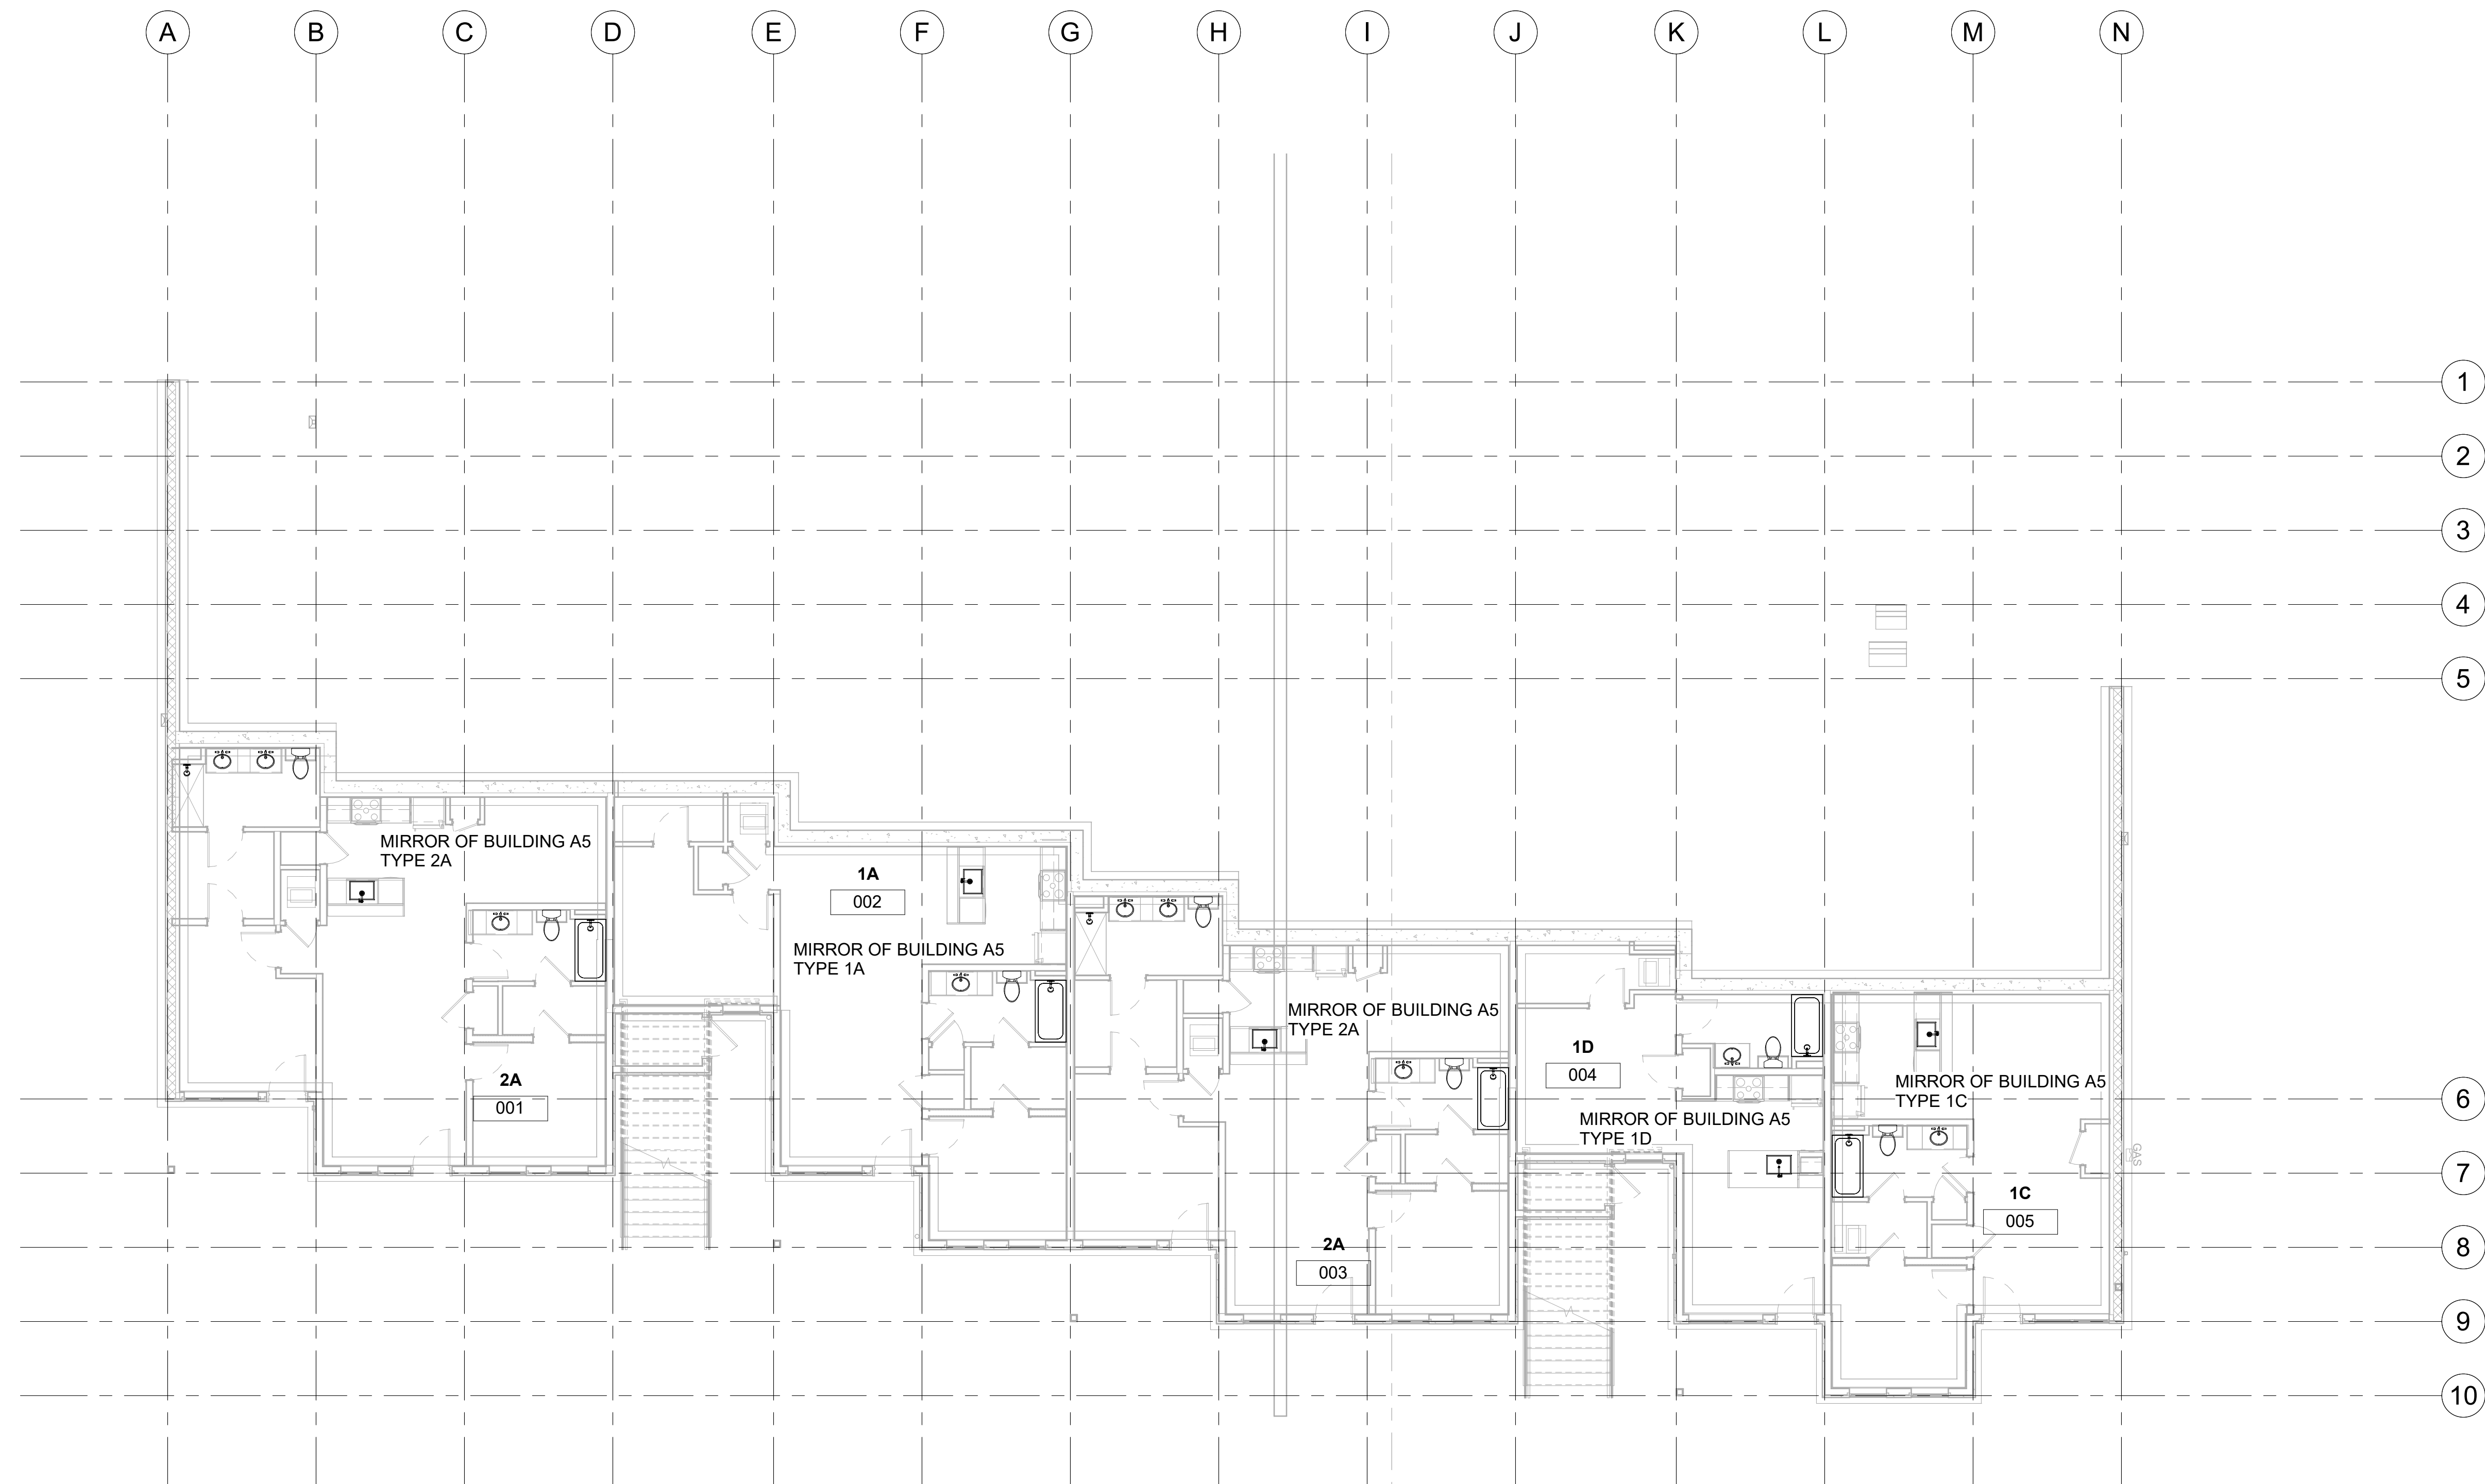 A B C D E F G H I J K L M N
1
2
3
4
5
MIRROR OF BUILDING A5
TYPE 2A
1A
002
MIRROR OF BUILDING A5
TYPE 1A
MIRROR OF BUILDING A5
TYPE 2A
1D
004
2A
001
MIRROR OF BUILDING A5
TYPE 1C
6
MIRROR OF BUILDING A5
TYPE 1D
GAS
7
1C
005
2A
003
8
9
10